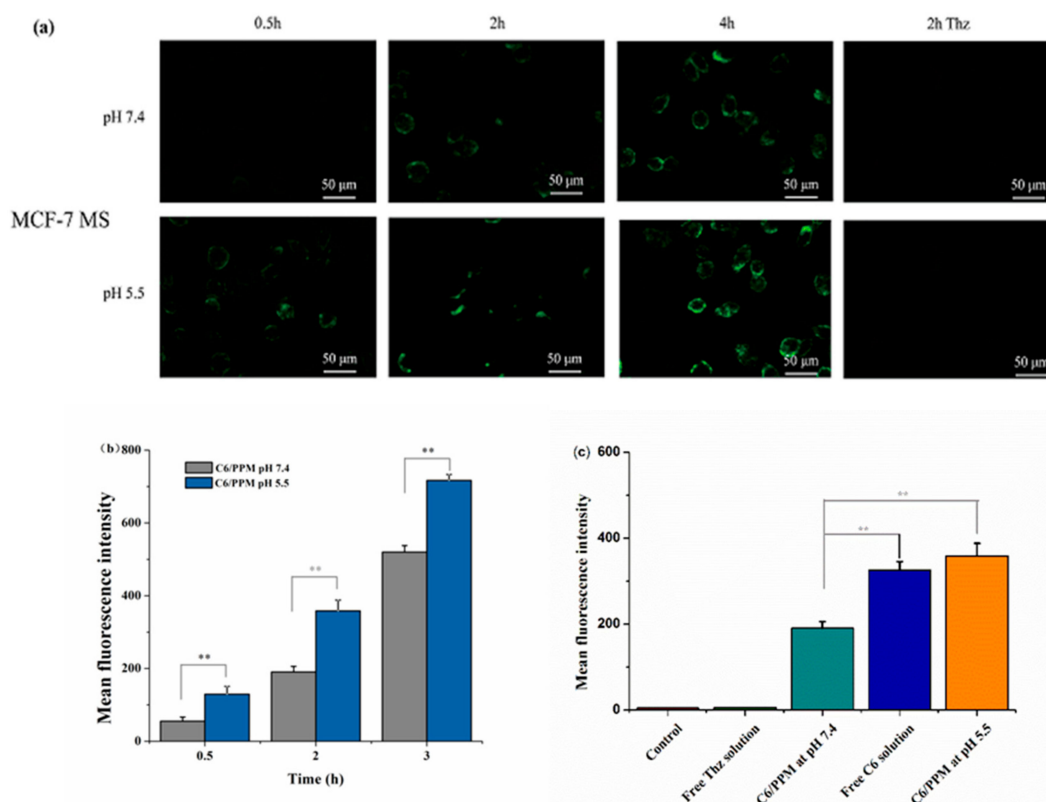 (a)
0.5h 2h 4h 2h Thz
pH 7.4
50 μm 50 μm 50 μm 50 μm
MCF-7 MS
pH 5.5
50 μm 50 μm 50 μm 50 μm
(b)
800
600
400
200
0
Mean fluorescence intensity
C6/PPM pH 7.4
C6/PPM pH 5.5
** ** **
0.5 2 3
Time (h)
(c)
600
400
200
0
Mean fluorescence intensity
** **
Control
Free Thz solution
C6/PPM at pH 7.4
Free C6 solution
C6/PPM at pH 5.5